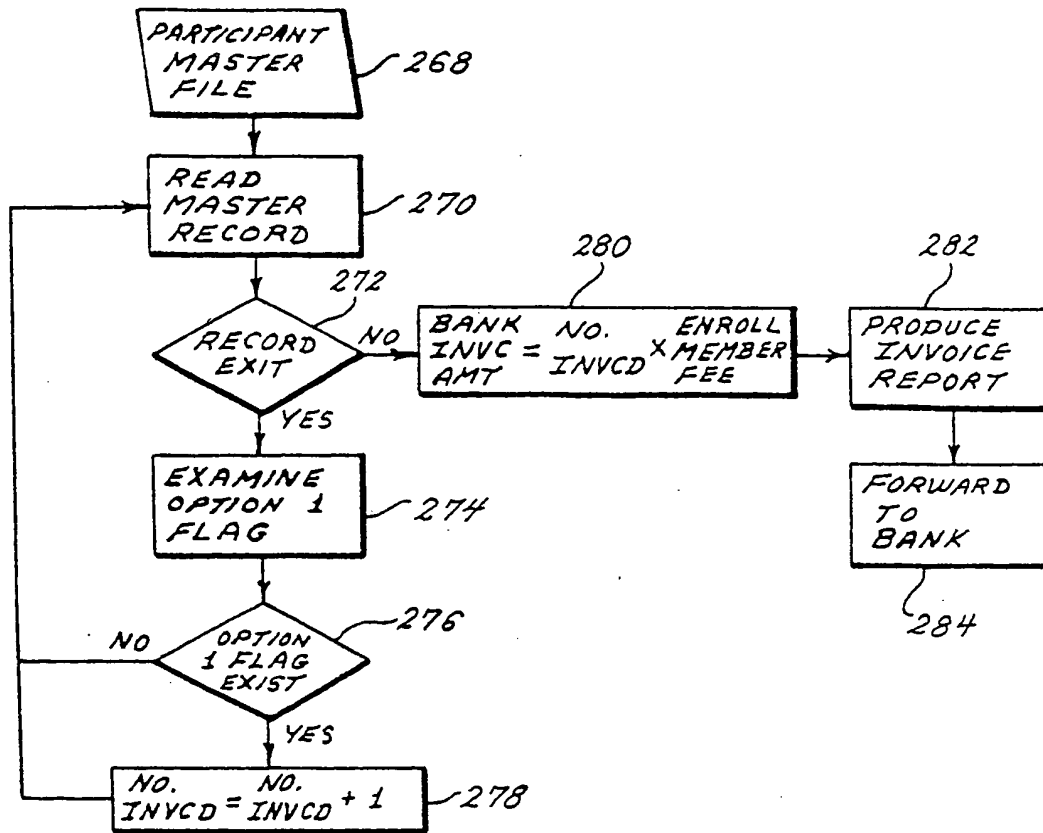 PARTICIPANT
MASTER
FILE
268
READ
MASTER
RECORD
270
272
RECORD
EXIT
NO
YES
280
BANK
INVC = NO. INVCD × ENROLL MEMBER FEE
AMT
282
PRODUCE
INVOICE
REPORT
EXAMINE
OPTION 1
FLAG
274
FORWARD
TO
BANK
284
276
OPTION
1 FLAG
EXIST
NO
YES
NO. NO.
INVCD = INVCD + 1
278